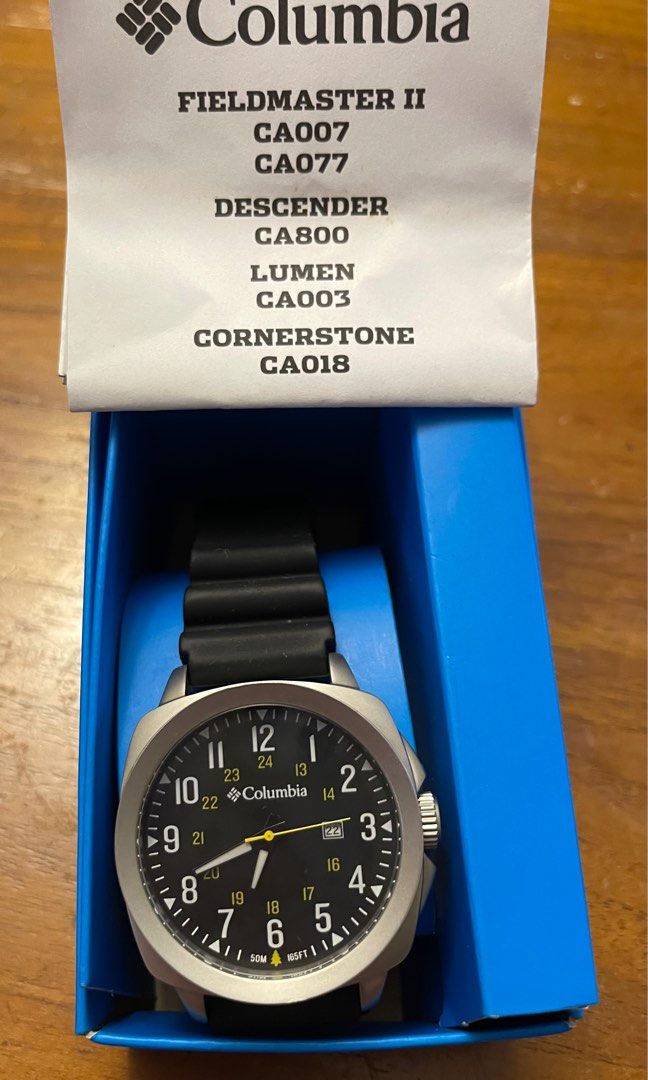 Columbia
FIELDMASTER II
CA007
CA077
DESCENDER
CA800
LUMEN
CA003
CORNERSTONE
CA018
12
11
1
24
23
13
10
2
22
14
Columbia
9
21
22
3
20
16
8
4
19
17
18
7
5
6
50M
165FT